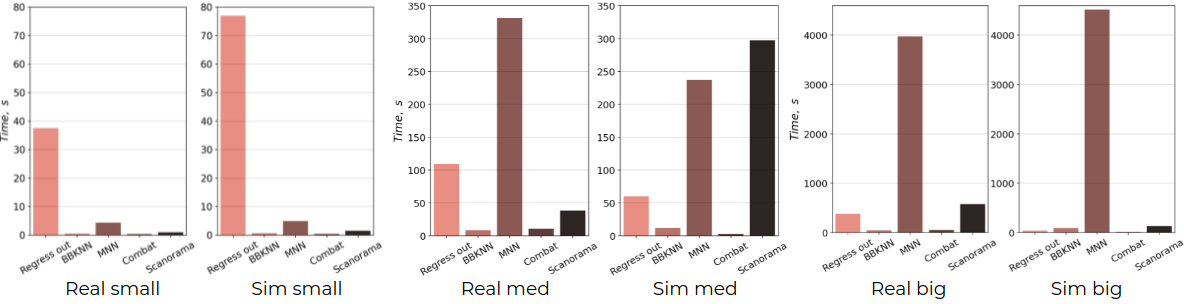 80
70
60
50
40
30
20
10
0
Time, s
Regress out
BBKNN
MNN
Combat
Scanorama
Real small
80
70
60
50
40
30
20
10
0
Regress out
BBKNN
MNN
Combat
Scanorama
Sim small
350
300
250
200
150
100
50
0
Time, s
Regress out
BBKNN
MNN
Combat
Scanorama
Real med
350
300
250
200
150
100
50
0
Regress out
BBKNN
MNN
Combat
Scanorama
Sim med
4000
3000
2000
1000
0
Time, s
Regress out
BBKNN
MNN
Combat
Scanorama
Real big
4000
3000
2000
1000
0
Regress out
BBKNN
MNN
Combat
Scanorama
Sim big